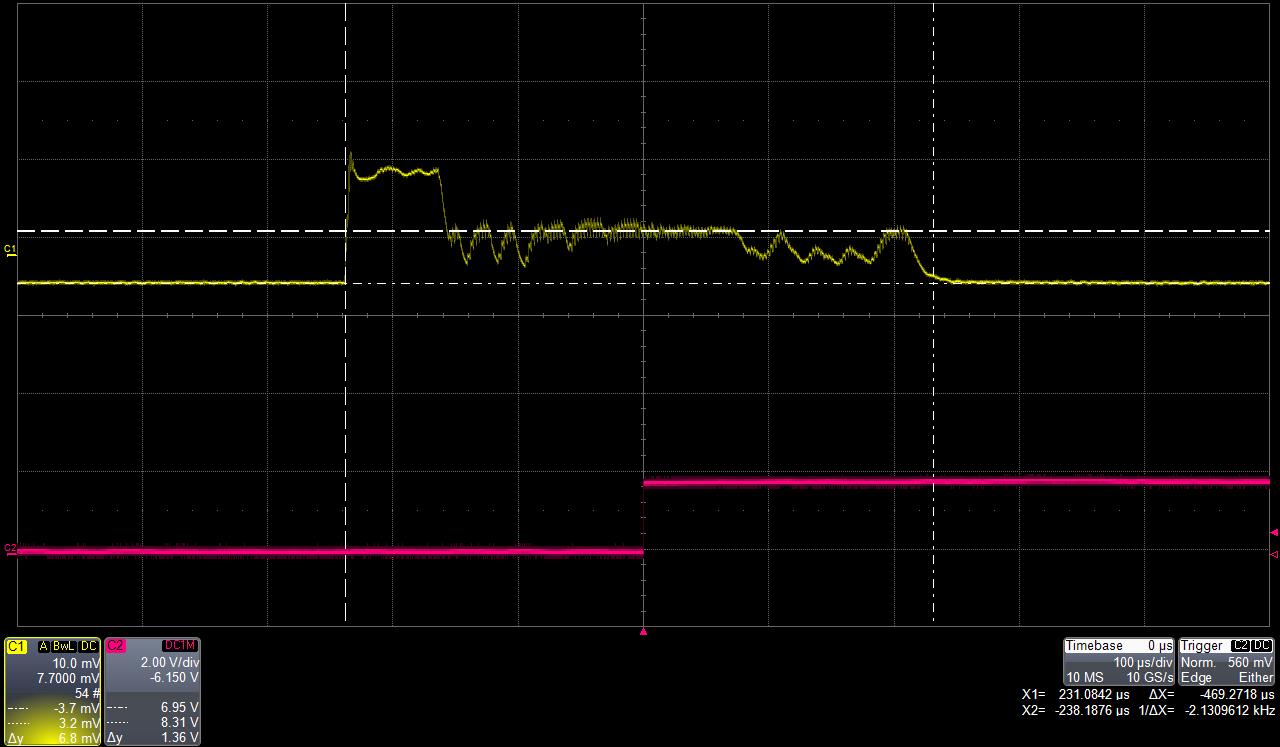 C1
C2
C1 A BwL DC
10.0 mV
7.7000 mV
54 #
-3.7 mV
3.2 mV
Δy 6.8 mV
C2 DC1M
2.00 V/div
-6.150 V
6.95 V
8.31 V
Δy 1.36 V
Timebase 0 µs
100 µs/div
10 MS 10 GS/s
Trigger C2 DC
Norm. 560 mV
Edge Either
X1= 231.0842 µs ΔX= -469.2718 µs
X2= -238.1876 µs 1/ΔX= -2.1309612 kHz